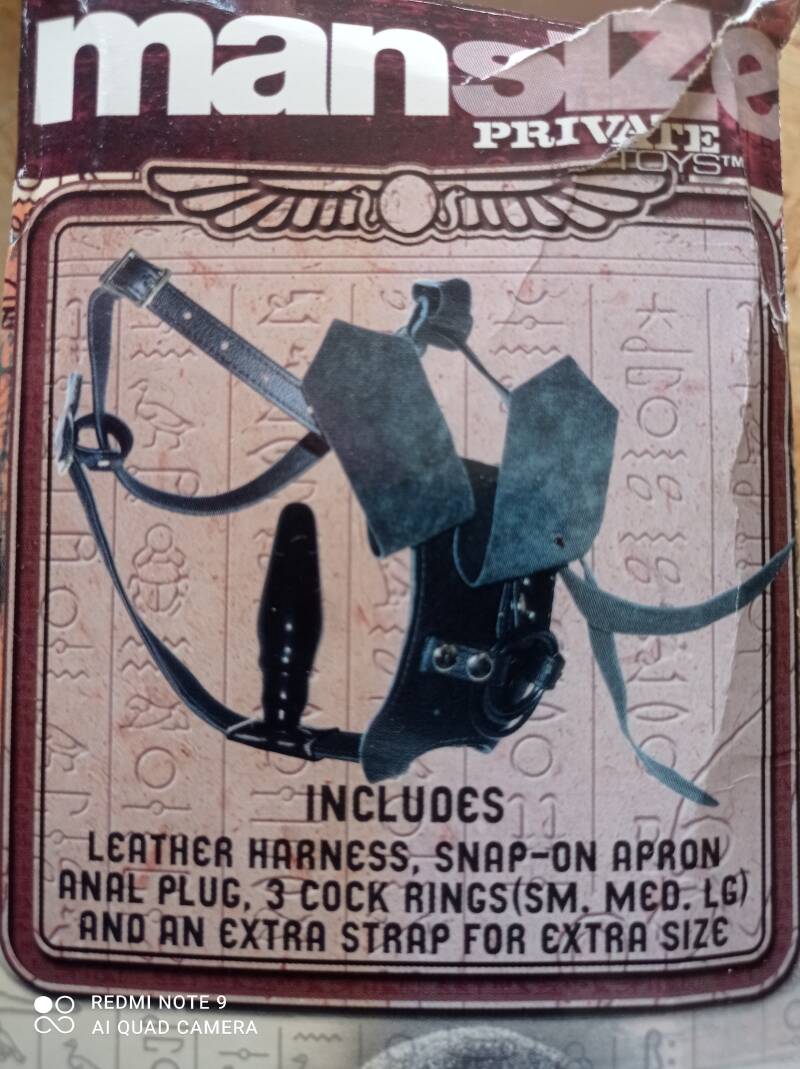 mansize
PRIVATE
TOYS™
INCLUDES
LEATHER HARNESS, SNAP-ON APRON
ANAL PLUG, 3 COCK RINGS(SM. MED. LG)
AND AN EXTRA STRAP FOR EXTRA SIZE
REDMI NOTE 9
AI QUAD CAMERA